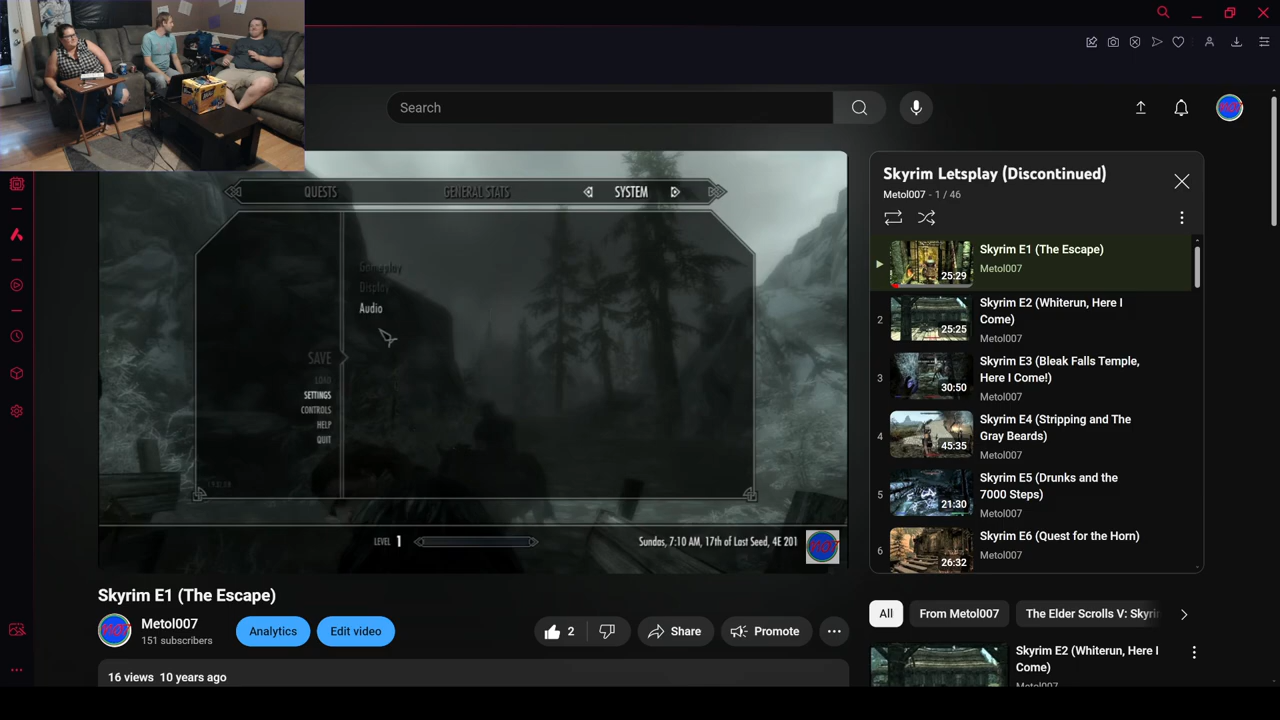 Search
QUESTS
GENERAL STATS
SYSTEM
Gameplay
Display
Audio
SAVE
LOAD
SETTINGS
CONTROLS
HELP
QUIT
LEVEL 1
Sundas, 7:10 AM, 17th of Last Seed, 4E 201
Skyrim E1 (The Escape)
Metol007
151 subscribers
Analytics
Edit video
2
Share
Promote
16 views 10 years ago
Skyrim Letsplay (Discontinued)
Metol007 - 1 / 46
25:29
Skyrim E1 (The Escape)
Metol007
2
25:25
Skyrim E2 (Whiterun, Here I
Come)
Metol007
3
30:50
Skyrim E3 (Bleak Falls Temple,
Here I Come!)
Metol007
4
45:35
Skyrim E4 (Stripping and The
Gray Beards)
Metol007
5
21:30
Skyrim E5 (Drunks and the
7000 Steps)
Metol007
6
26:32
Skyrim E6 (Quest for the Horn)
Metol007
All
From Metol007
The Elder Scrolls V: Skyrim
Skyrim E2 (Whiterun, Here I
Come)
Metol007